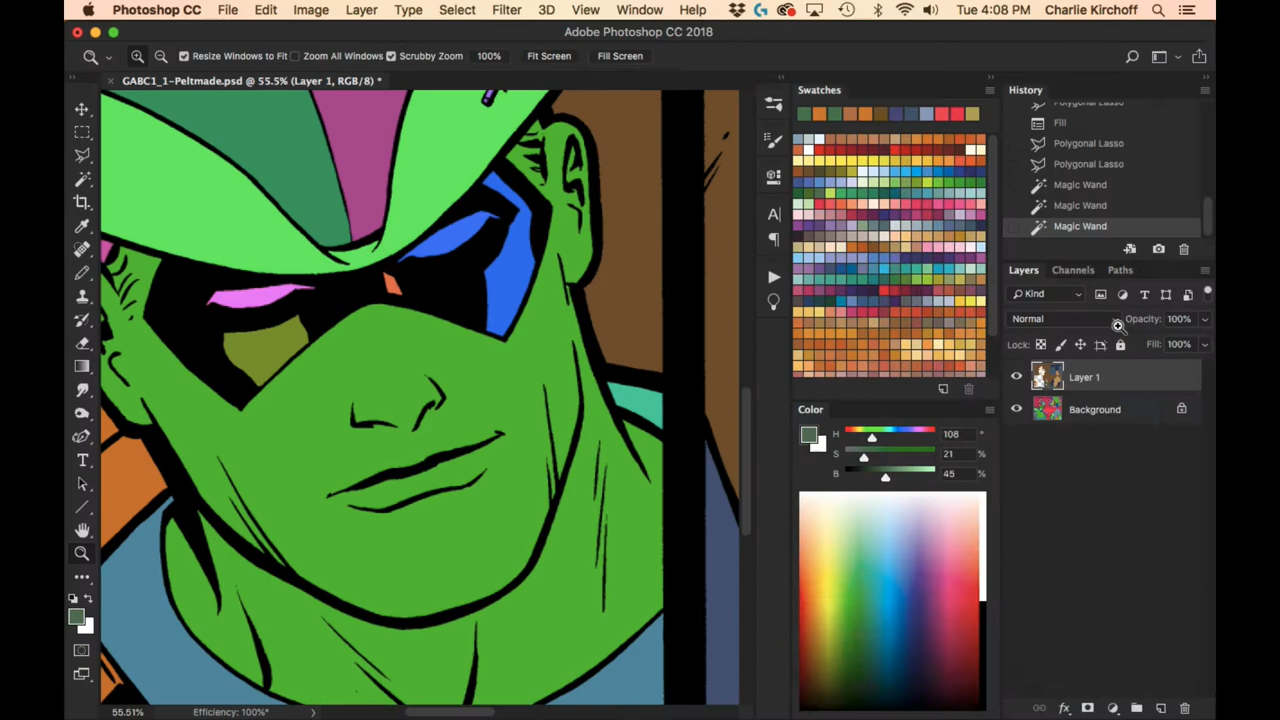 Photoshop CC File Edit Image Layer Type Select Filter 3D View Window Help Tue 4:08 PM Charlie Kirchoff
Adobe Photoshop CC 2018
Resize Windows to Fit Zoom All Windows Scrubby Zoom 100% Fit Screen Fill Screen
GABC1_1-Peltmade.psd @ 55.5% (Layer 1, RGB/8) *
Swatches
History
Polygonal Lasso
Fill
Polygonal Lasso
Polygonal Lasso
Magic Wand
Magic Wand
Magic Wand
Layers Channels Paths
Kind
Normal Opacity: 100%
Lock: Fill: 100%
Layer 1
Background
Color
H 108 °
S 21 %
B 45 %
55.51% Efficiency: 100%*